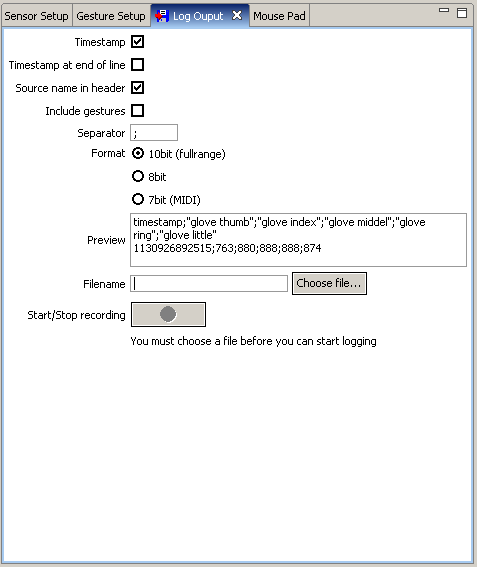 Sensor Setup Gesture Setup Log Ouput Mouse Pad
Timestamp
Timestamp at end of line
Source name in header
Include gestures
Separator ;
Format 10bit (fullrange)
8bit
7bit (MIDI)
timestamp;"glove thumb";"glove index";"glove middel";"glove
Preview ring";"glove little"
1130926892515;763;880;888;888;874
Filename Choose file...
Start/Stop recording
You must choose a file before you can start logging